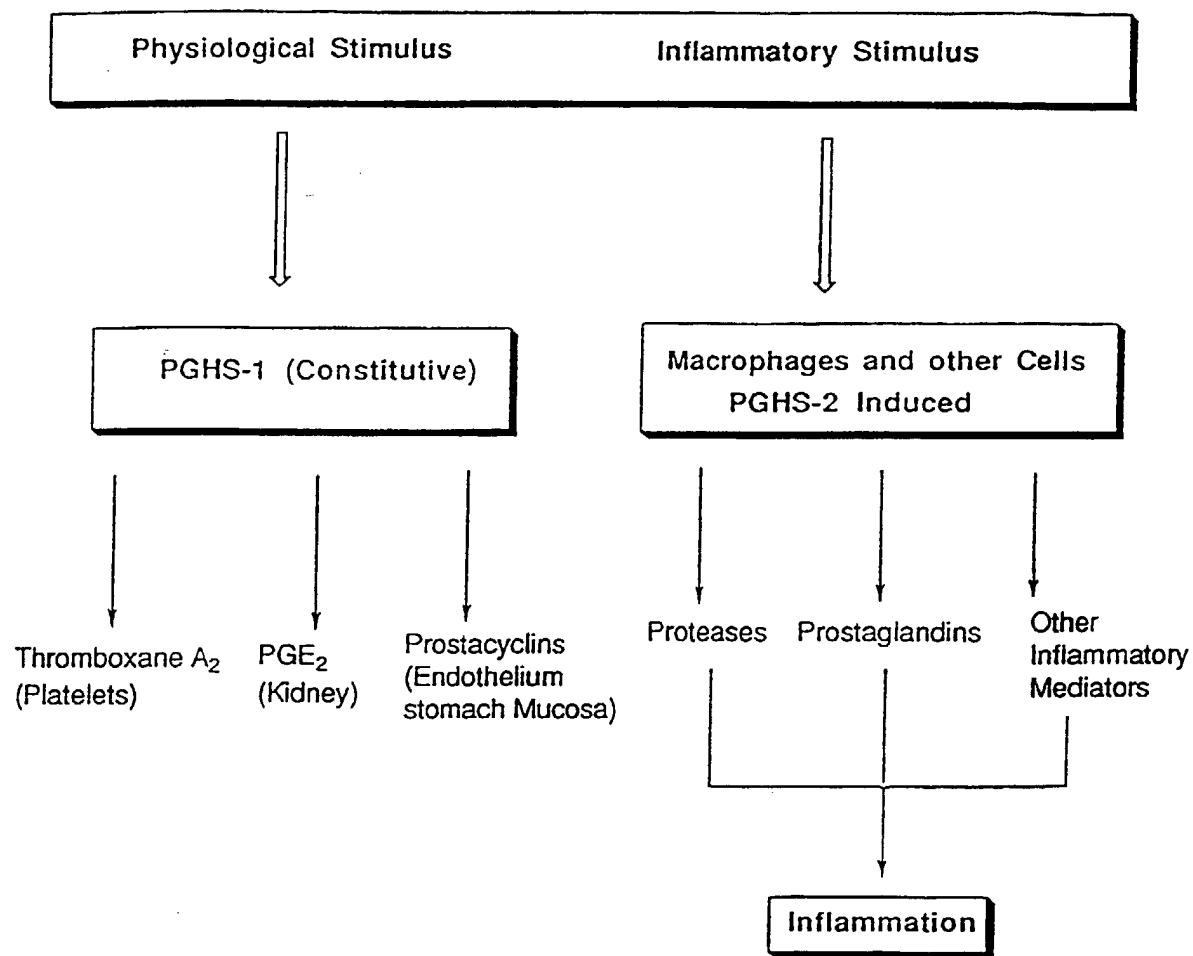 Physiological Stimulus
Inflammatory Stimulus
PGHS-1 (Constitutive)
Macrophages and other Cells
PGHS-2 Induced
Thromboxane A₂
(Platelets)
PGE₂
(Kidney)
Prostacyclins
(Endothelium
stomach Mucosa)
Proteases
Prostaglandins
Other
Inflammatory
Mediators
Inflammation